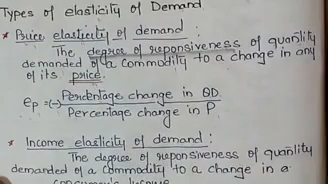 Types of elasticity of Demand
* Price elasticity of demand :
The degree of responsiveness of quantity
demanded of a commodity to a change in any
of its price.
ep =(-) Percentage change in QD
Percentage change in P.
* Income elasticity of demand :
The degree of responsiveness of quantity
demanded of a commodity to a change in a
consumer's income